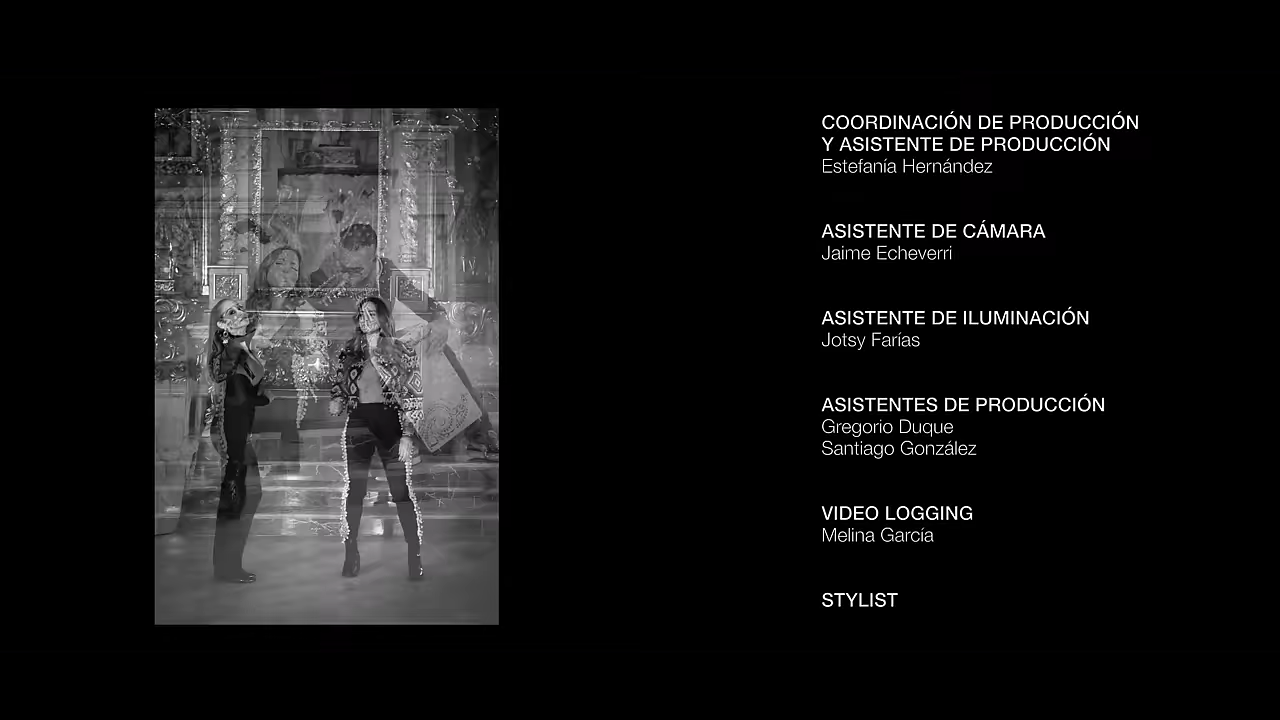 COORDINACIÓN DE PRODUCCIÓN
Y ASISTENTE DE PRODUCCIÓN
Estefanía Hernández
ASISTENTE DE CÁMARA
Jaime Echeverri
ASISTENTE DE ILUMINACIÓN
Jotsy Farías
ASISTENTES DE PRODUCCIÓN
Gregorio Duque
Santiago González
VIDEO LOGGING
Melina García
STYLIST